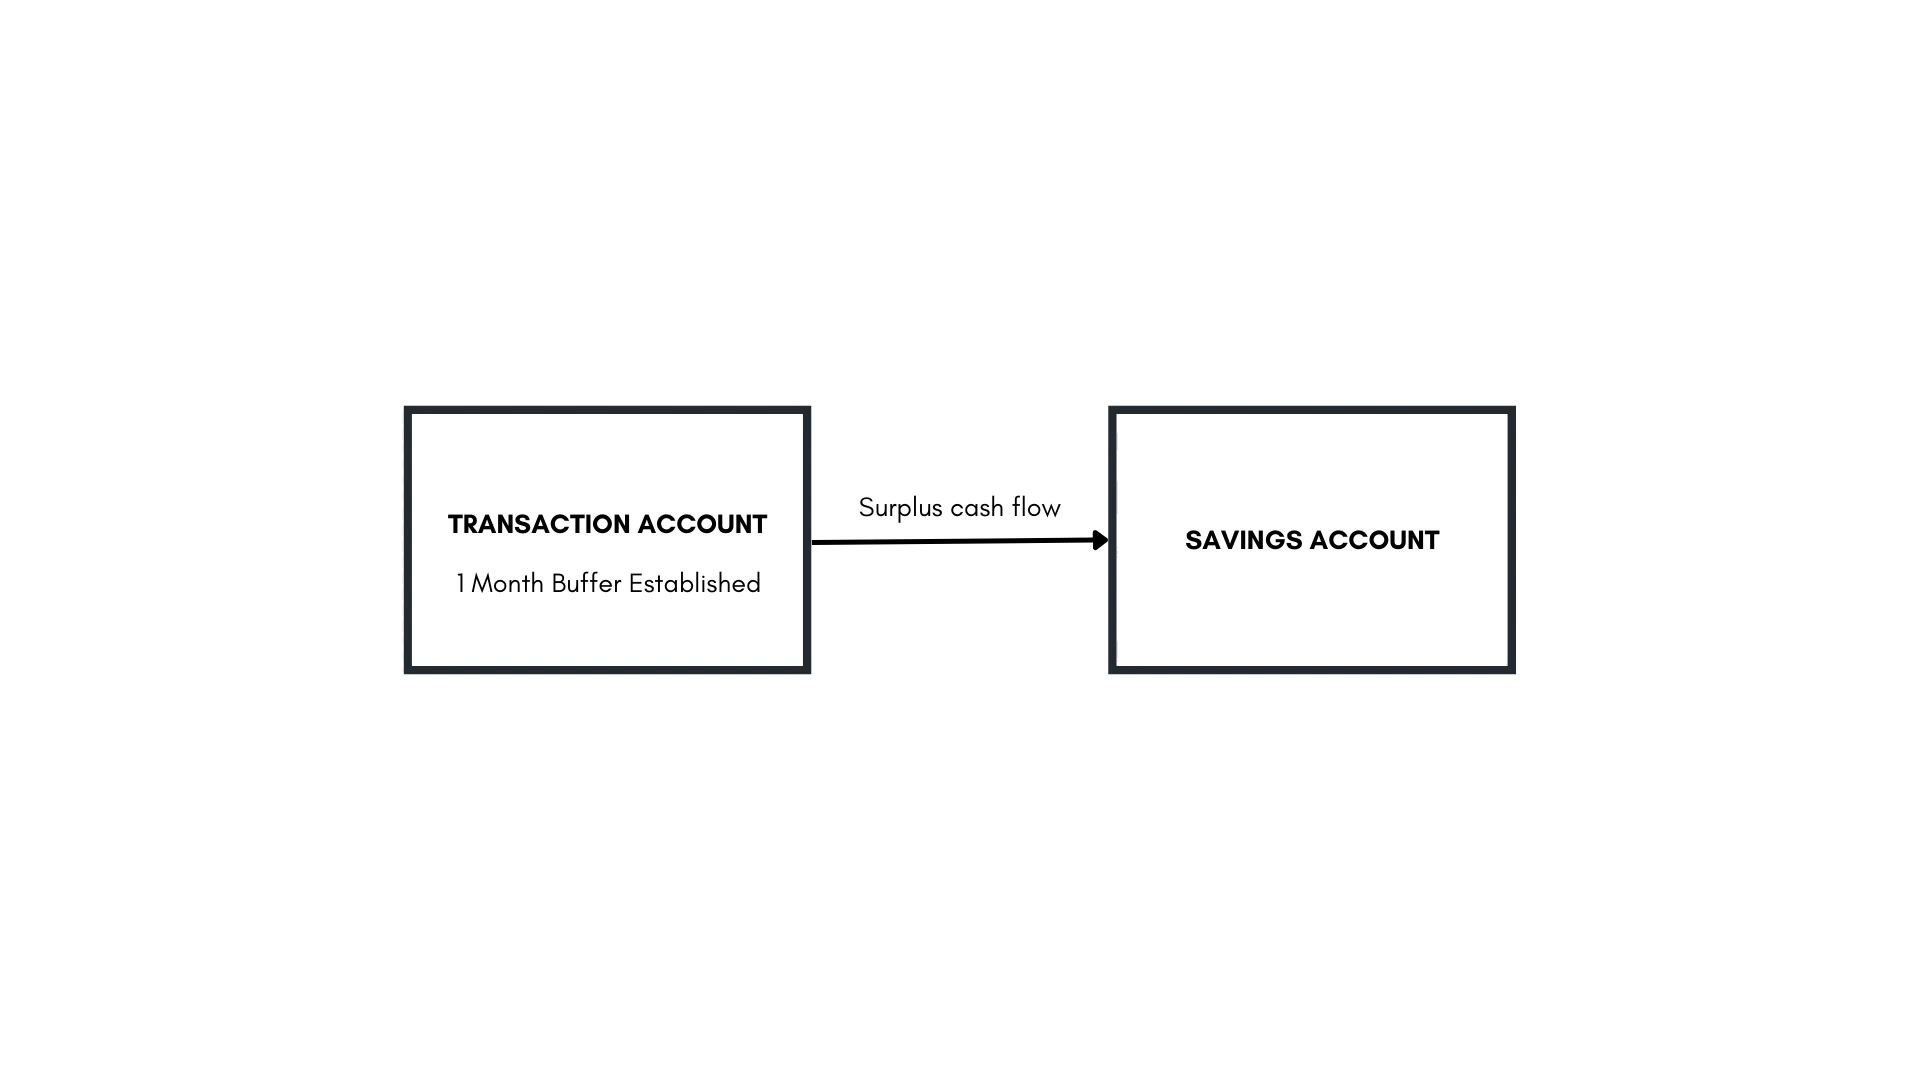 TRANSACTION ACCOUNT
1 Month Buffer Established
Surplus cash flow
SAVINGS ACCOUNT